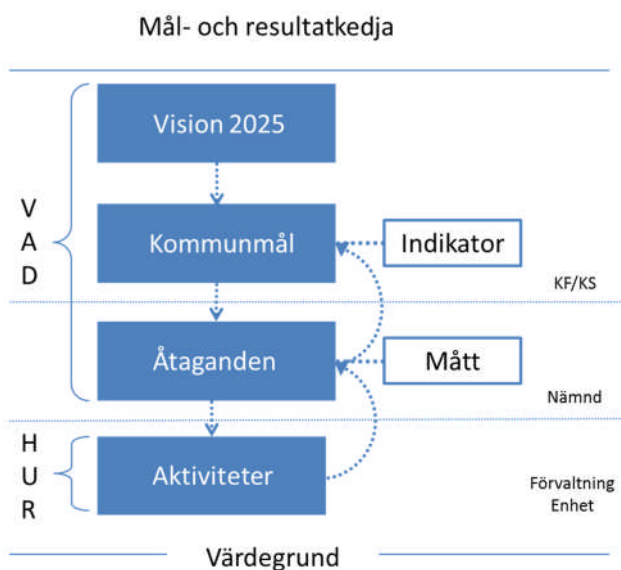 Mål- och resultatkedja
Vision 2025
V
A
D
Kommunmål
Indikator
KF/KS
Åtaganden
Mått
Nämnd
H
U
R
Aktiviteter
Förvaltning
Enhet
Värdegrund